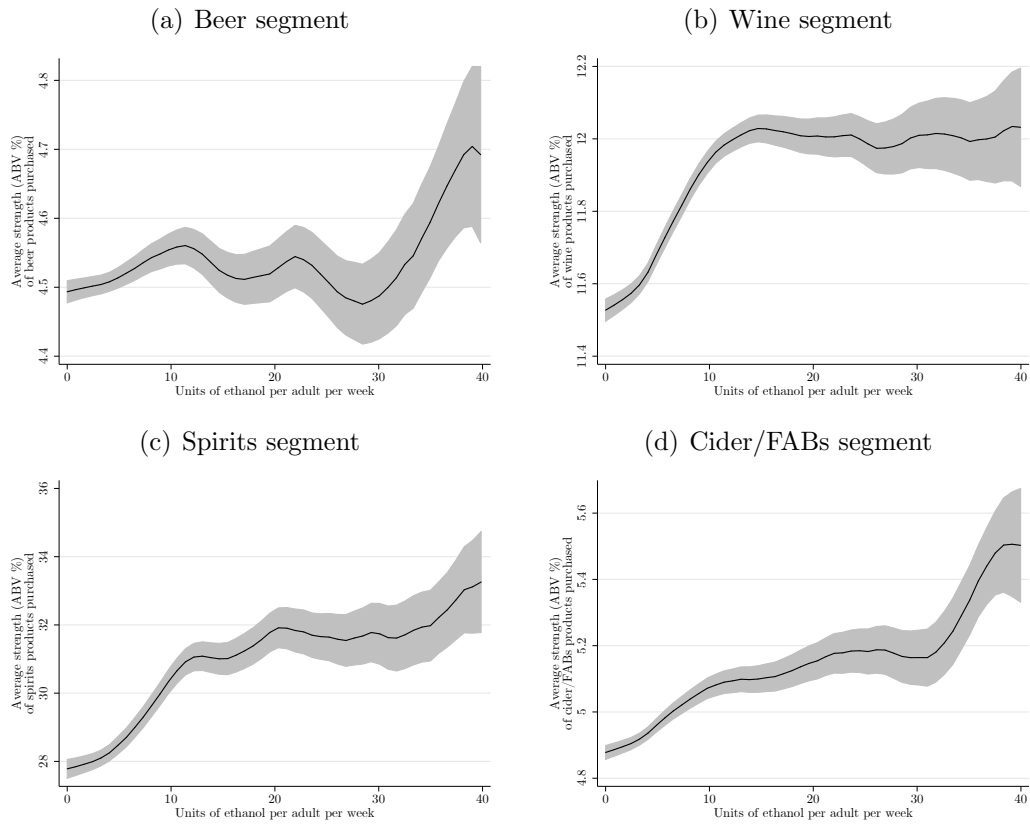 (a) Beer segment
Average strength (ABV %)
of beer products purchased
4.8
4.7
4.6
4.5
4.4
0 10 20 30 40
Units of ethanol per adult per week
(b) Wine segment
Average strength (ABV %)
of wine products purchased
12.2
12
11.8
11.6
11.4
0 10 20 30 40
Units of ethanol per adult per week
(c) Spirits segment
Average strength (ABV %)
of spirits products purchased
36
34
32
30
28
0 10 20 30 40
Units of ethanol per adult per week
(d) Cider/FABs segment
Average strength (ABV %)
of cider/FABs products purchased
5.6
5.4
5.2
5
4.8
0 10 20 30 40
Units of ethanol per adult per week